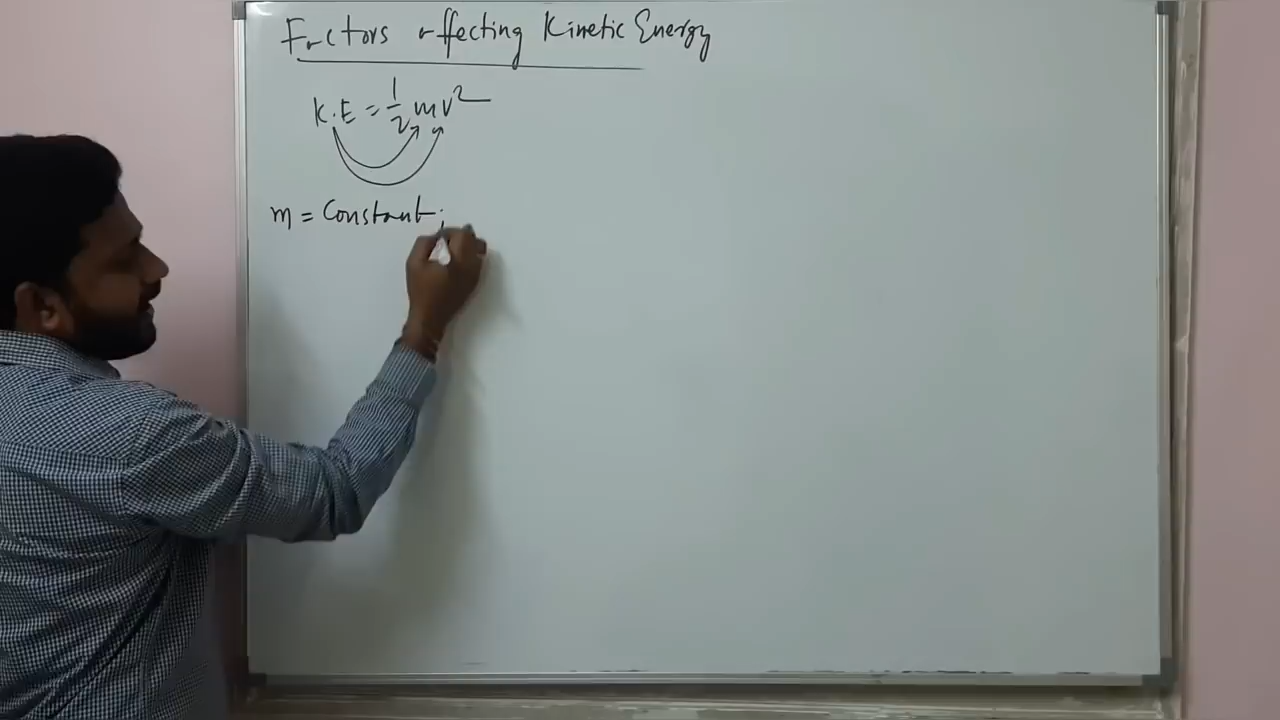 Factors affecting Kinetic Energy
K.E = 1/2 mv²
m = Constant;